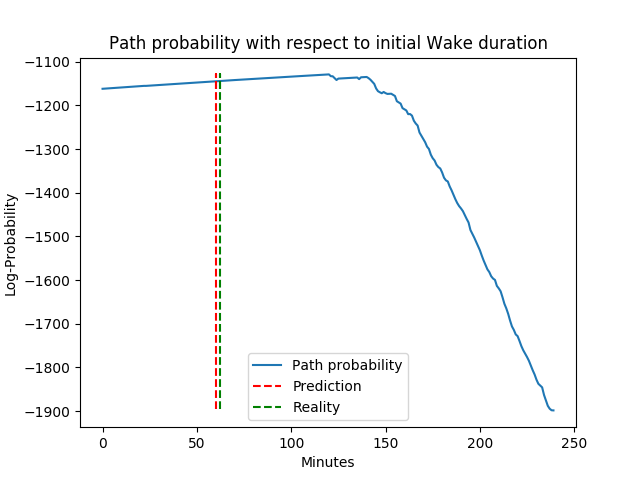 Path probability with respect to initial Wake duration
−1100
−1200
−1300
−1400
−1500
−1600
−1700
−1800
−1900
Log-Probability
Path probability
Prediction
Reality
0 50 100 150 200 250
Minutes